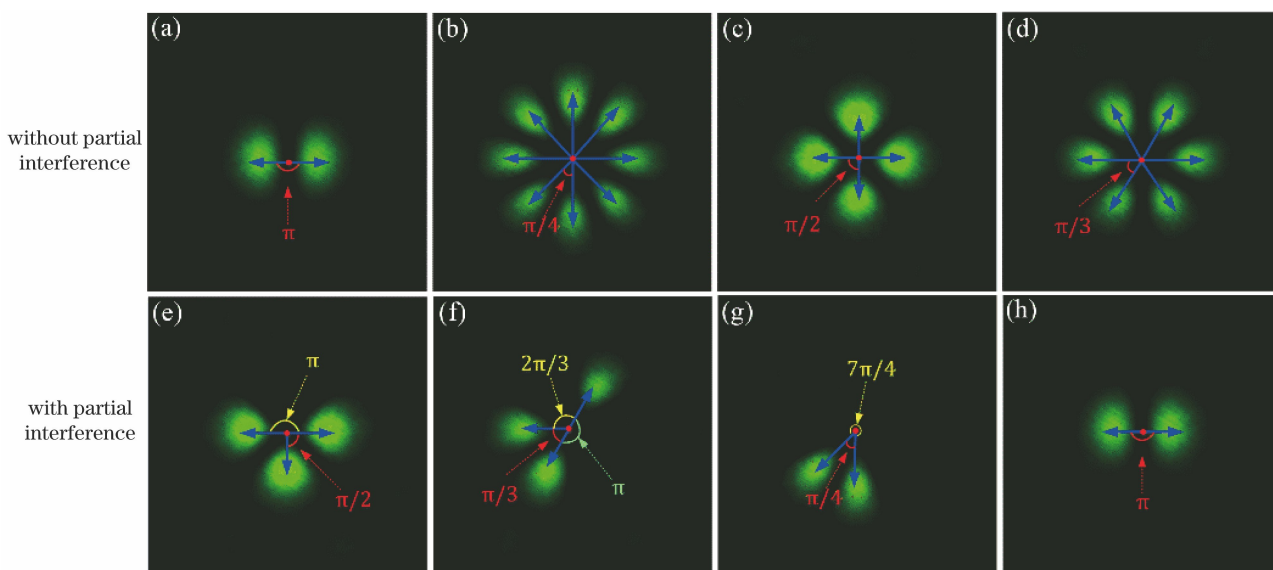 (a)
(b)
(c)
(d)
without partial
interference
π
π/4
π/2
π/3
(e)
(f)
(g)
(h)
with partial
interference
π
π/2
2π/3
π/3
π
7π/4
π/4
π